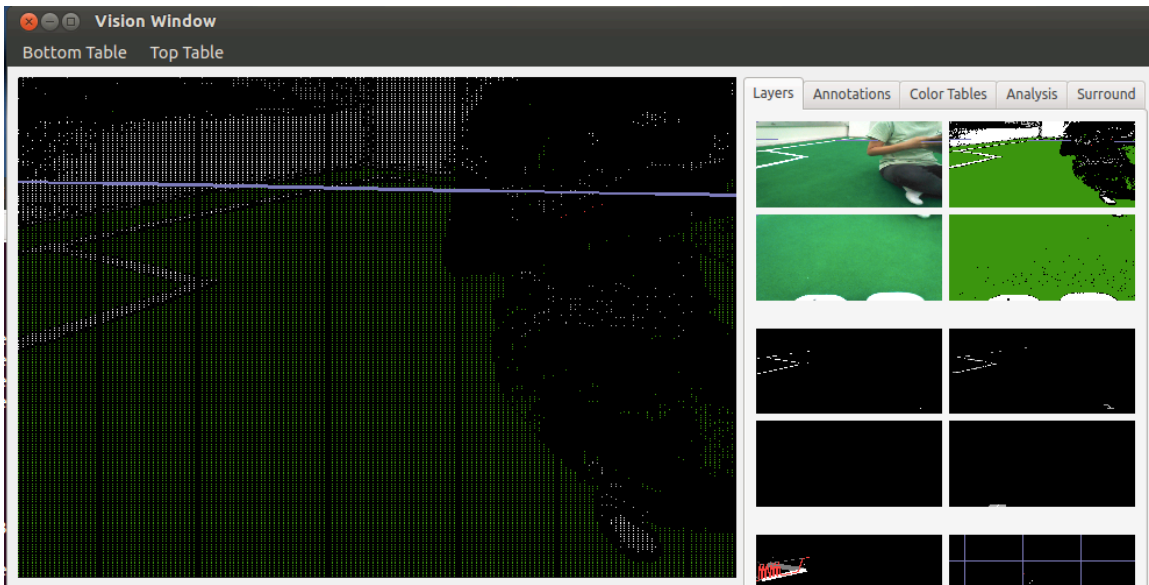 Vision Window
Bottom Table Top Table
Layers Annotations Color Tables Analysis Surround